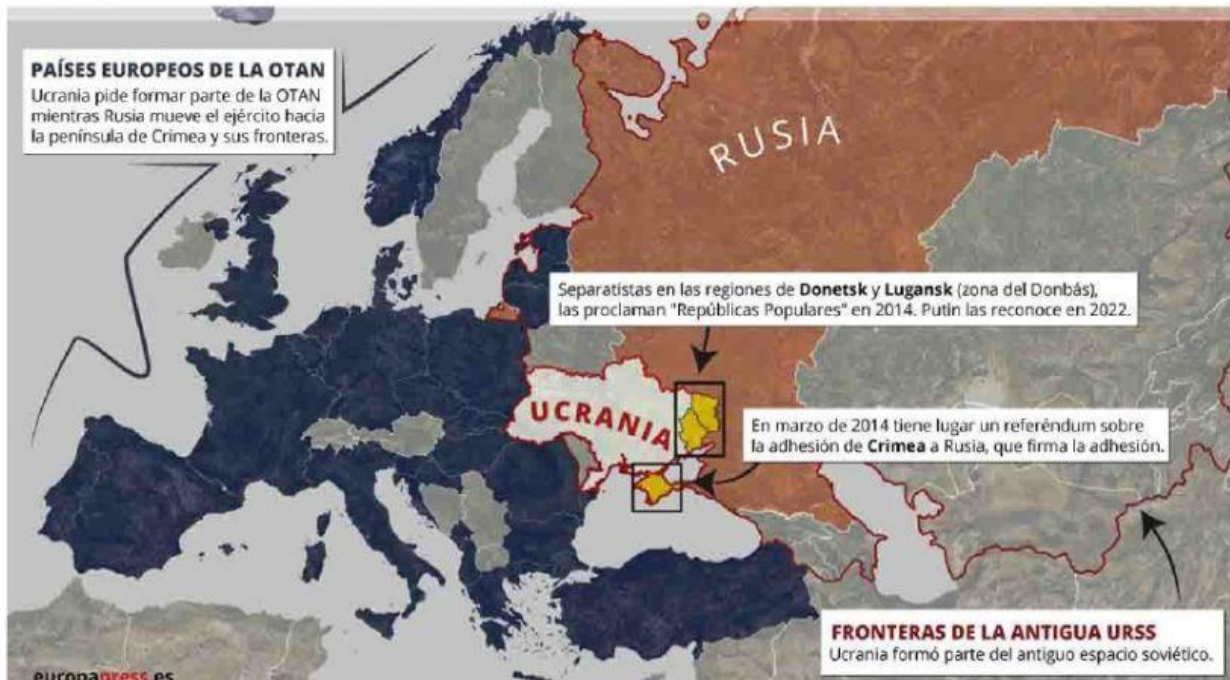 PAÍSES EUROPEOS DE LA OTAN
Ucrania pide formar parte de la OTAN
mientras Rusia mueve el ejército hacia
la península de Crimea y sus fronteras.
RUSIA
Separatistas en las regiones de Donetsk y Lugansk (zona del Donbás),
las proclaman "Repúblicas Populares" en 2014. Putin las reconoce en 2022.
UCRANIA
En marzo de 2014 tiene lugar un referéndum sobre
la adhesión de Crimea a Rusia, que firma la adhesión.
FRONTERAS DE LA ANTIGUA URSS
Ucrania formó parte del antiguo espacio soviético.
europapress.es